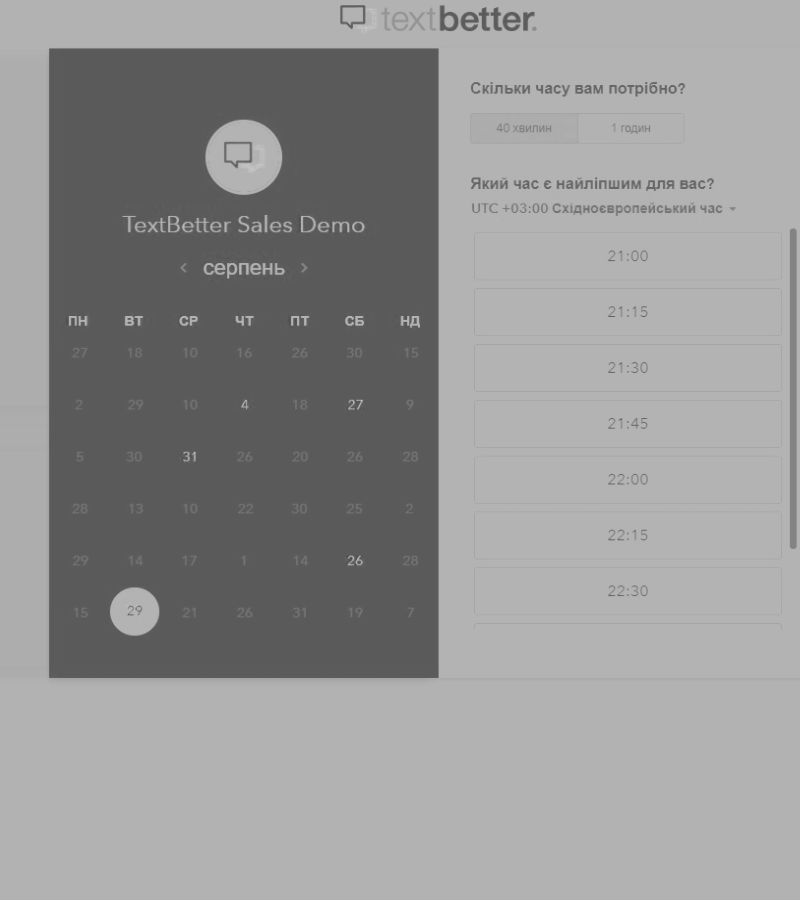 textbetter.
TextBetter Sales Demo
‹ серпень ›
ПН ВТ СР ЧТ ПТ СБ НД
27 18 10 16 26 30 15
2 29 10 4 18 27 9
5 30 31 26 20 26 28
28 13 10 22 30 25 2
29 14 17 1 14 26 28
15 29 21 26 31 19 7
Скільки часу вам потрібно?
40 хвилин 1 годин
Який час є найліпшим для вас?
UTC +03:00 Східноєвропейський час
21:00
21:15
21:30
21:45
22:00
22:15
22:30